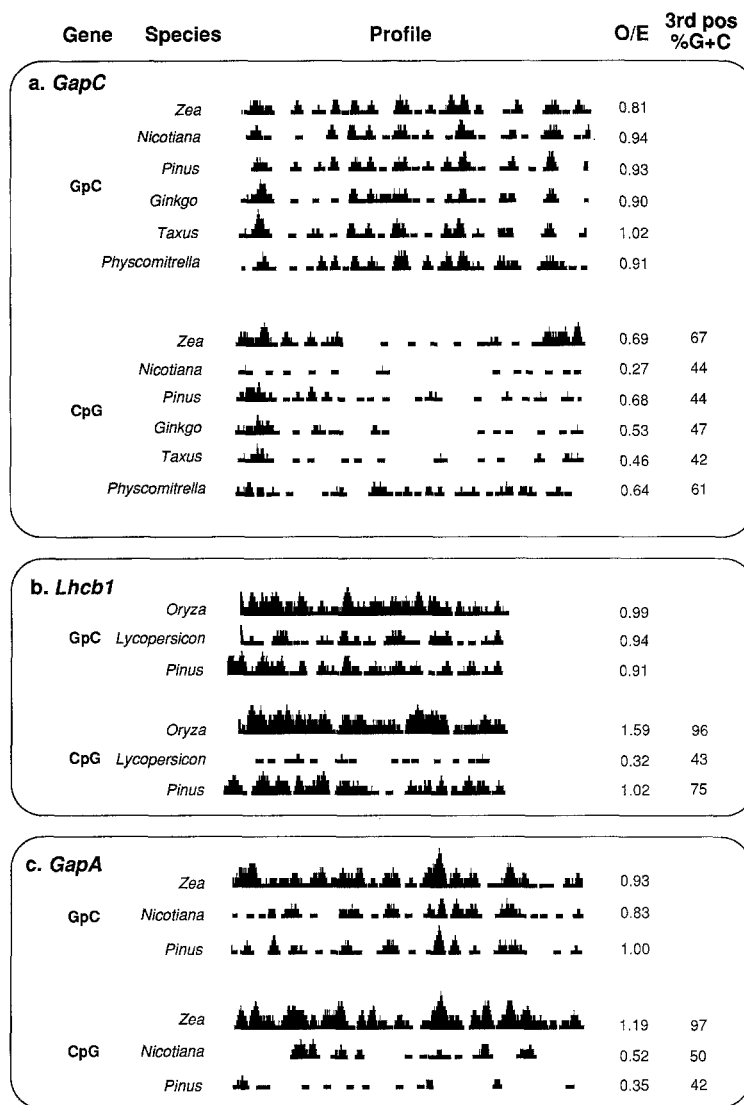 Gene Species Profile O/E 3rd pos %G+C
a. GapC
GpC
Zea 0.81
Nicotiana 0.94
Pinus 0.93
Ginkgo 0.90
Taxus 1.02
Physcomitrella 0.91
CpG
Zea 0.69 67
Nicotiana 0.27 44
Pinus 0.68 44
Ginkgo 0.53 47
Taxus 0.46 42
Physcomitrella 0.64 61
b. Lhcb1
Oryza 0.99
GpC Lycopersicon 0.94
Pinus 0.91
Oryza 1.59 96
CpG Lycopersicon 0.32 43
Pinus 1.02 75
c. GapA
Zea 0.93
GpC Nicotiana 0.83
Pinus 1.00
Zea 1.19 97
CpG Nicotiana 0.52 50
Pinus 0.35 42